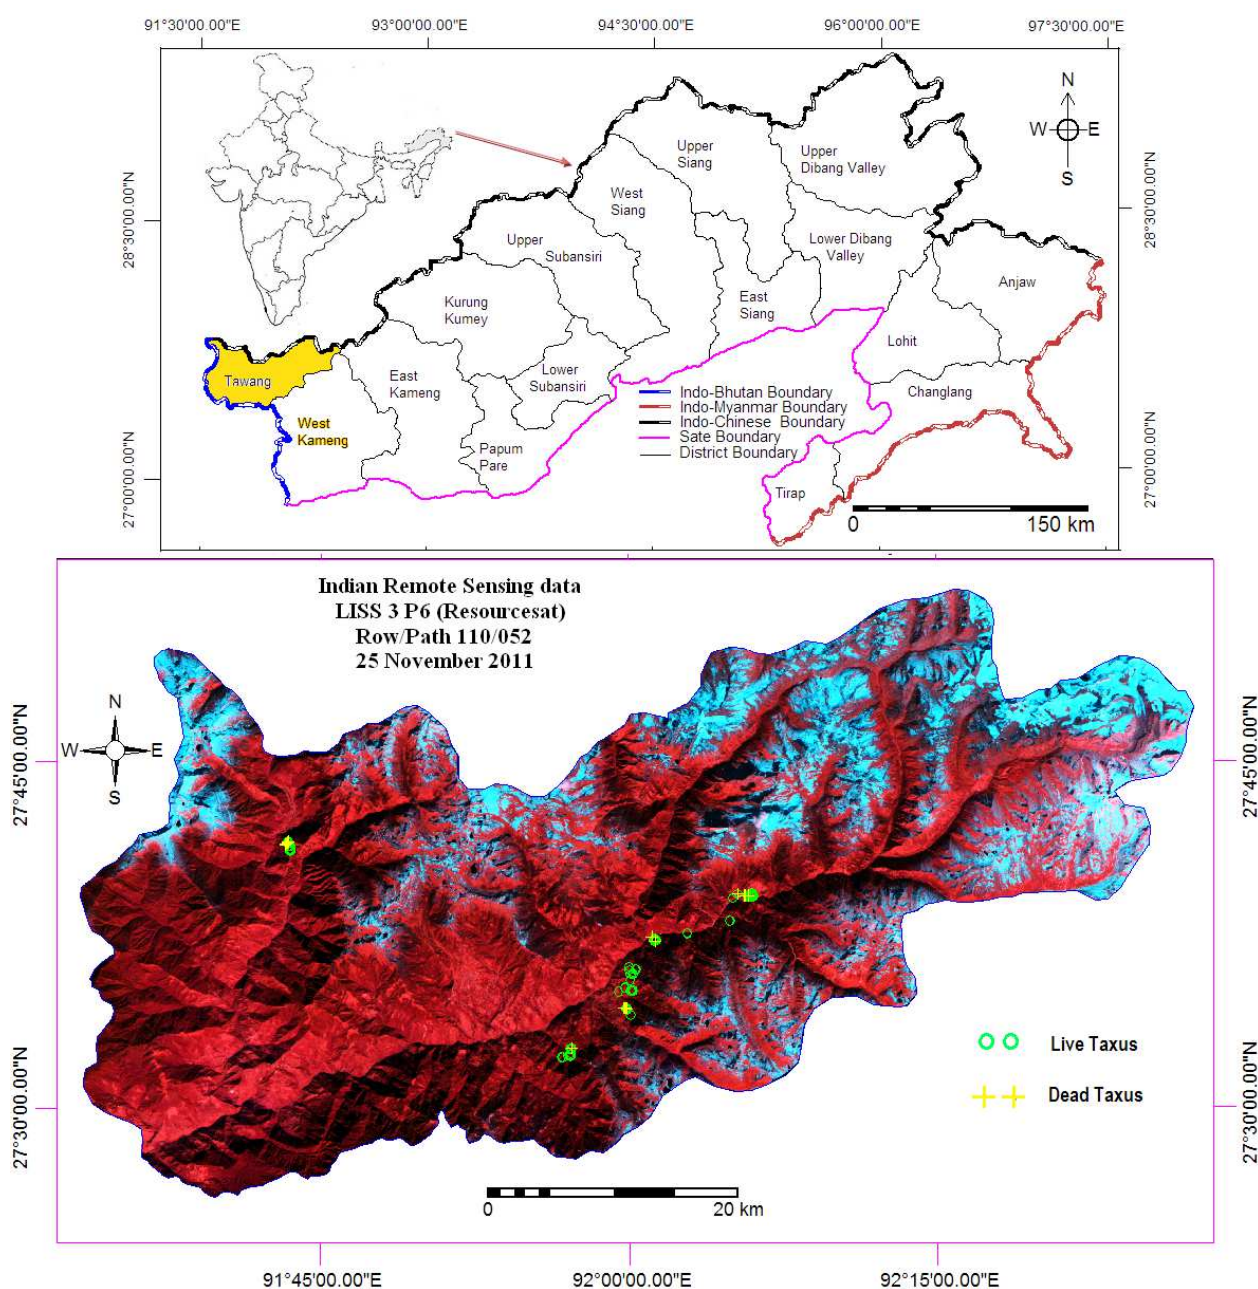 91°30'00.00"E 93°00'00.00"E 94°30'00.00"E 96°00'00.00"E 97°30'00.00"E
N
W E
S
28°30'00.00"N
28°30'00.00"N
27°00'00.00"N
27°00'00.00"N
Upper
Siang
Upper
Dibang Valley
West
Siang
Upper
Subansiri
Lower Dibang
Valley
Anjaw
Kurung
Kumey
East
Siang
Lohit
Tawang
East
Kameng
Lower
Subansiri
Changlang
West
Kameng
Papum
Pare
Tirap
Indo-Bhutan Boundary
Indo-Myanmar Boundary
Indo-Chinese Boundary
Sate Boundary
District Boundary
0 150 km
Indian Remote Sensing data
LISS 3 P6 (Resourcesat)
Row/Path 110/052
25 November 2011
N
W E
S
27°45'00.00"N
27°45'00.00"N
27°30'00.00"N
27°30'00.00"N
Live Taxus
Dead Taxus
0 20 km
91°45'00.00"E 92°00'00.00"E 92°15'00.00"E